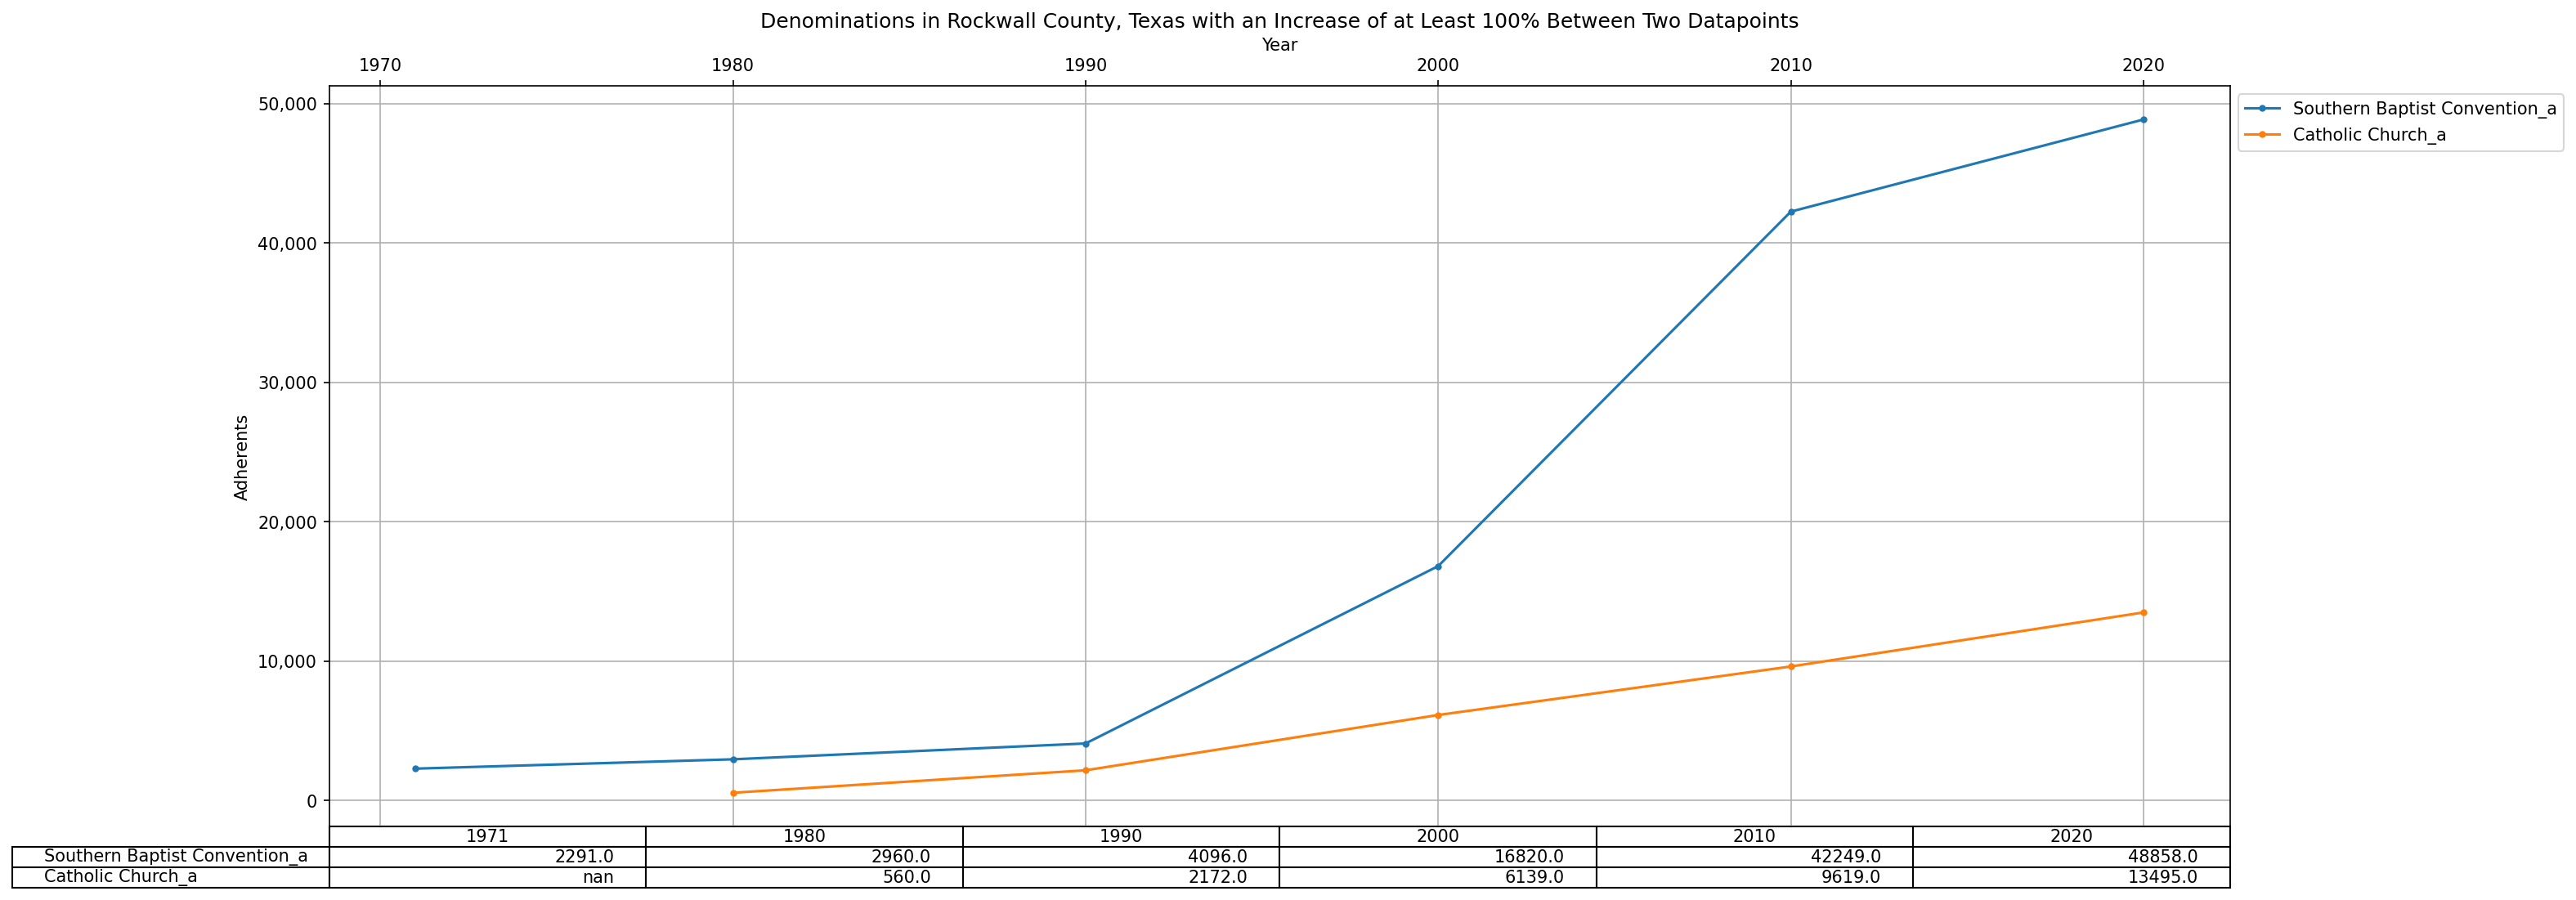 Denominations in Rockwall County, Texas with an Increase of at Least 100% Between Two Datapoints
Year
1970 1980 1990 2000 2010 2020
50,000
40,000
30,000
20,000
10,000
0
Adherents
Southern Baptist Convention_a
Catholic Church_a
1971 1980 1990 2000 2010 2020
Southern Baptist Convention_a 2291.0 2960.0 4096.0 16820.0 42249.0 48858.0
Catholic Church_a nan 560.0 2172.0 6139.0 9619.0 13495.0